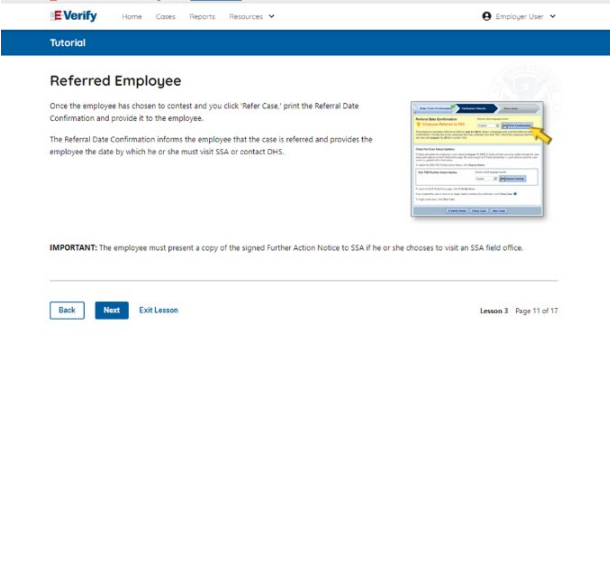 E Verify
Home Cases Reports Resources
Employer User
Tutorial
Referred Employee
Once the employee has chosen to contest and you click 'Refer Case,' print the Referral Date
Confirmation and provide it to the employee.
The Referral Date Confirmation informs the employee that the case is referred and provides the
employee the date by which he or she must visit SSA or contact DHS.
Referral Date Confirmation
IMPORTANT: The employee must present a copy of the signed Further Action Notice to SSA if he or she chooses to visit an SSA field office.
Back Next Exit Lesson
Lesson 3 Page 11 of 17